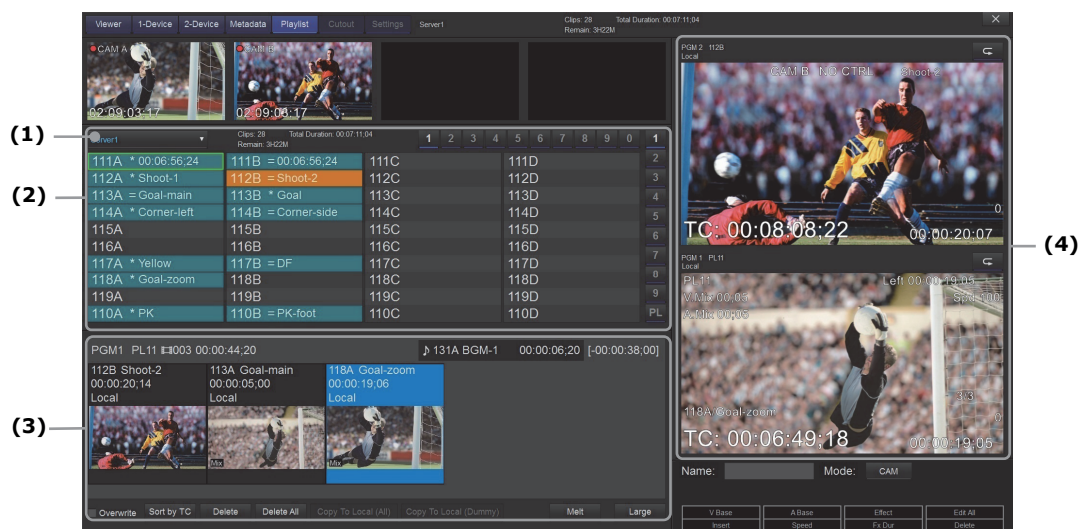 Viewer 1-Device 2-Device Metadata Playlist Cutout Settings Server1
Clips: 28 Total Duration: 00:07:11;04
Remain: 3H22M
CAM A
02:09:03;17
CAM B
02:09:03;17
(1)
Server1
Clips: 28 Total Duration: 00:07:11;04
Remain: 3H22M
1 2 3 4 5 6 7 8 9 0 1
111A * 00:06:56;24 111B = 00:06:56;24 111C 111D 2
112A * Shoot-1 112B = Shoot-2 112C 112D 3
(2)
113A = Goal-main 113B * Goal 113C 113D 4
114A * Corner-left 114B = Corner-side 114C 114D 5
115A 115B 115C 115D 6
116A 116B 116C 116D 7
117A * Yellow 117B = DF 117C 117D
118A * Goal-zoom 118B 118C 118D
119A 119B 119C 119D 9
110A * PK 110B = PK-foot 110C 110D PL
PGM1 PL11 003 00:00:44;20 ♪ 131A BGM-1 00:00:06;20 [-00:00:38;00]
112B Shoot-2
00:00:20;14
Local
113A Goal-main
00:00:05;00
Local
Mix
118A Goal-zoom
00:00:19;06
Local
Mix
(3)
Overwrite Sort by TC Delete Delete All Copy To Local (All) Copy To Local (Dummy) Melt Large
PGM 2 112B
Local
CAM B NO CTRL Shoot-2
0
TC: 00:08:08;22 00:00:20;07
(4)
PGM 1 PL11
Local
PL 11 Left 00:00:19;05
V Mix 00;05 Spd 100
A Mix 00;05
3/3
118A/Goal-zoom
0
TC: 00:06:49;18 00:00:19;05
Name: Mode: CAM
V Base A Base Effect Edit All
Insert Speed Fx Dur Delete